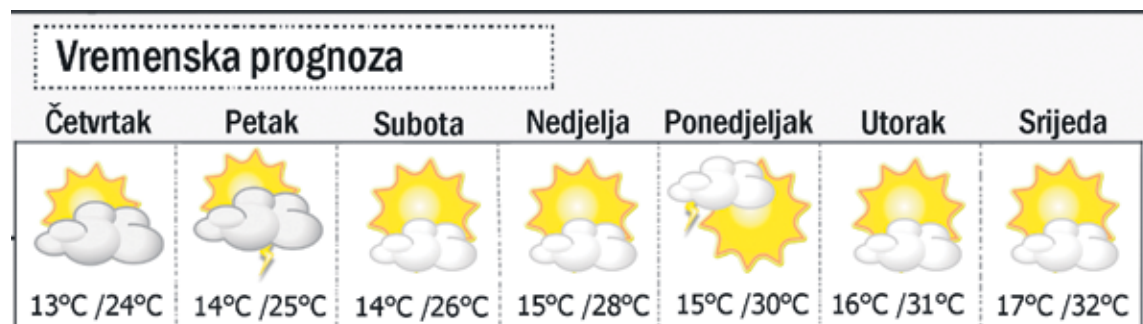 Vremenska prognoza
Četvrtak Petak Subota Nedjelja Ponedjeljak Utorak Srijeda
13°C /24°C 14°C /25°C 14°C /26°C 15°C /28°C 15°C /30°C 16°C /31°C 17°C /32°C